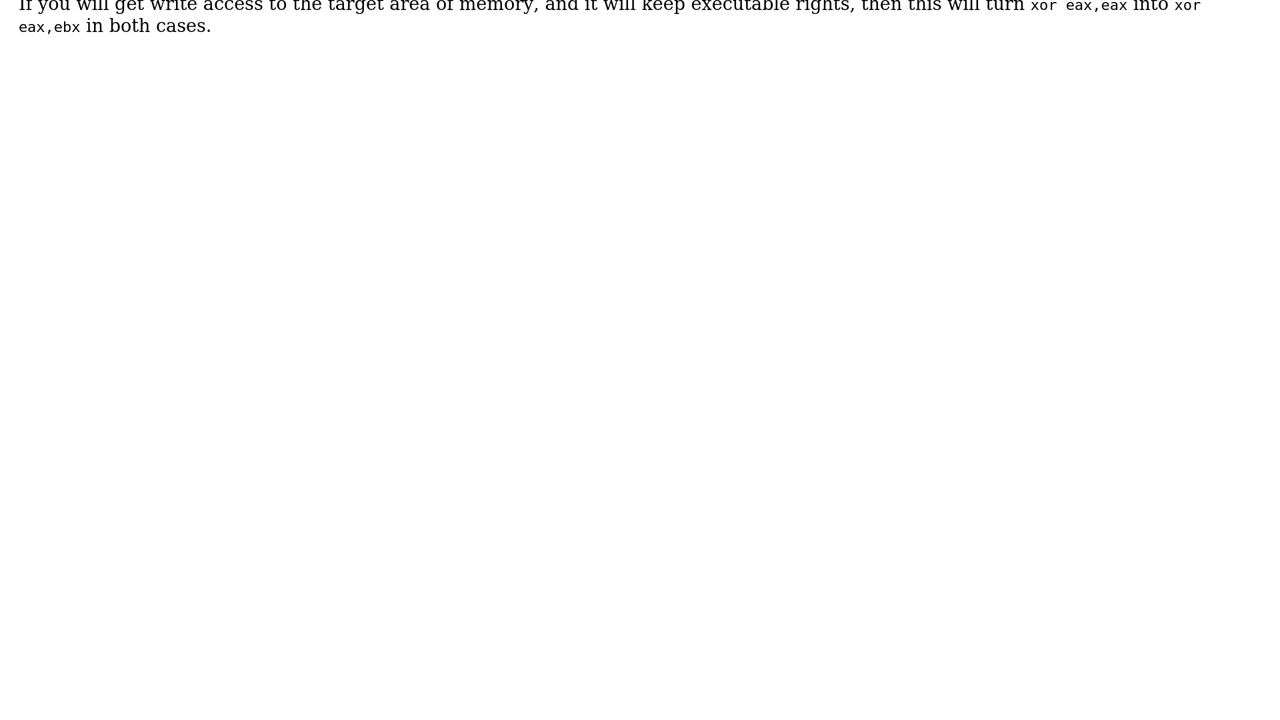 If you will get write access to the target area of memory, and it will keep executable rights, then this will turn xor eax,eax into xor
eax,ebx in both cases.